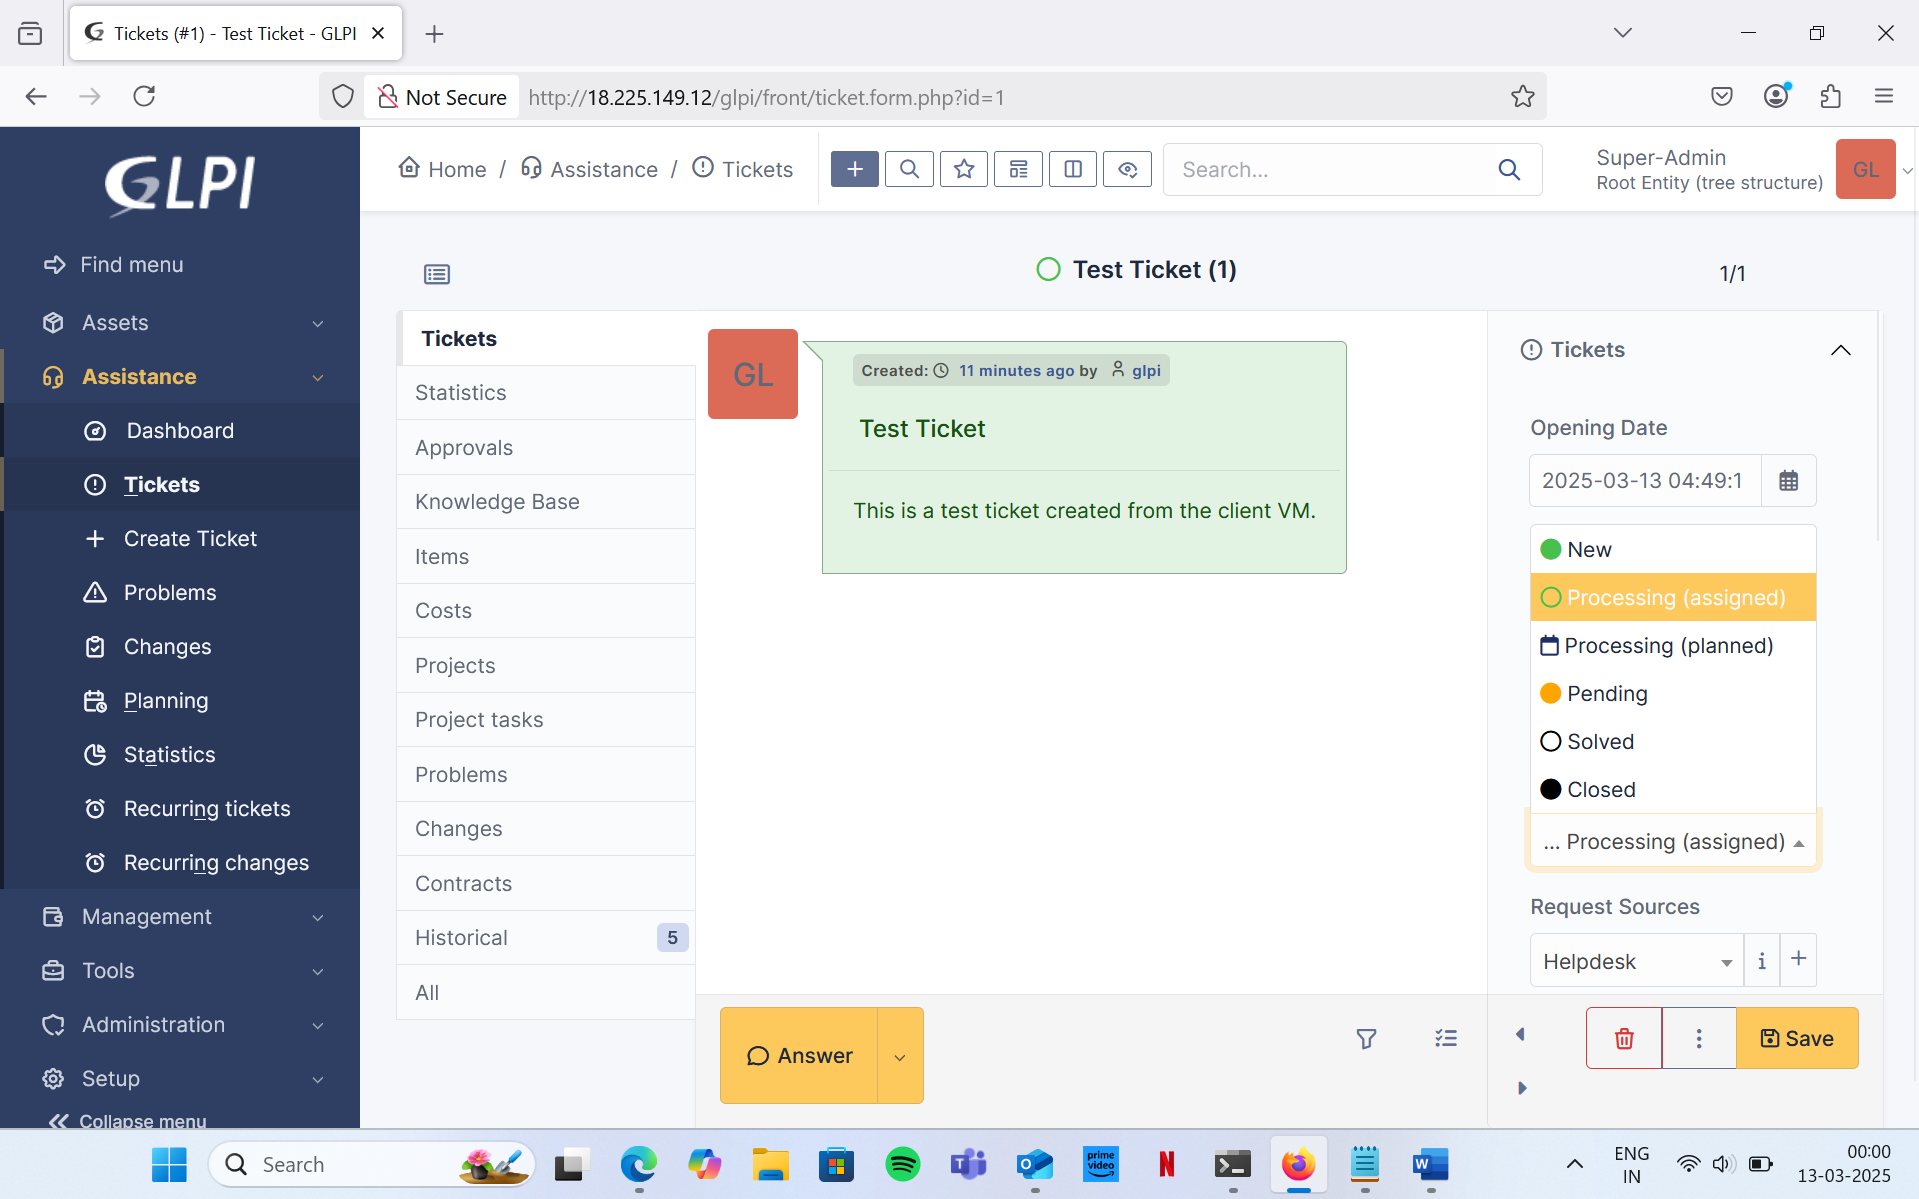 Tickets (#1) - Test Ticket - GLPI
Not Secure
http://18.225.149.12/glpi/front/ticket.form.php?id=1
GLPI
Find menu
Assets
Assistance
Dashboard
Tickets
Create Ticket
Problems
Changes
Planning
Statistics
Recurring tickets
Recurring changes
Management
Tools
Administration
Setup
Collapse menu
Home / Assistance / Tickets
Search...
Super-Admin
Root Entity (tree structure)
GL
Test Ticket (1)
1/1
Tickets
Statistics
Approvals
Knowledge Base
Items
Costs
Projects
Project tasks
Problems
Changes
Contracts
Historical 5
All
GL
Created: 11 minutes ago by glpi
Test Ticket
This is a test ticket created from the client VM.
Answer
Tickets
Opening Date
2025-03-13 04:49:1
New
Processing (assigned)
Processing (planned)
Pending
Solved
Closed
... Processing (assigned)
Request Sources
Helpdesk
Save
Search
prime video
ENG
IN
00:00
13-03-2025